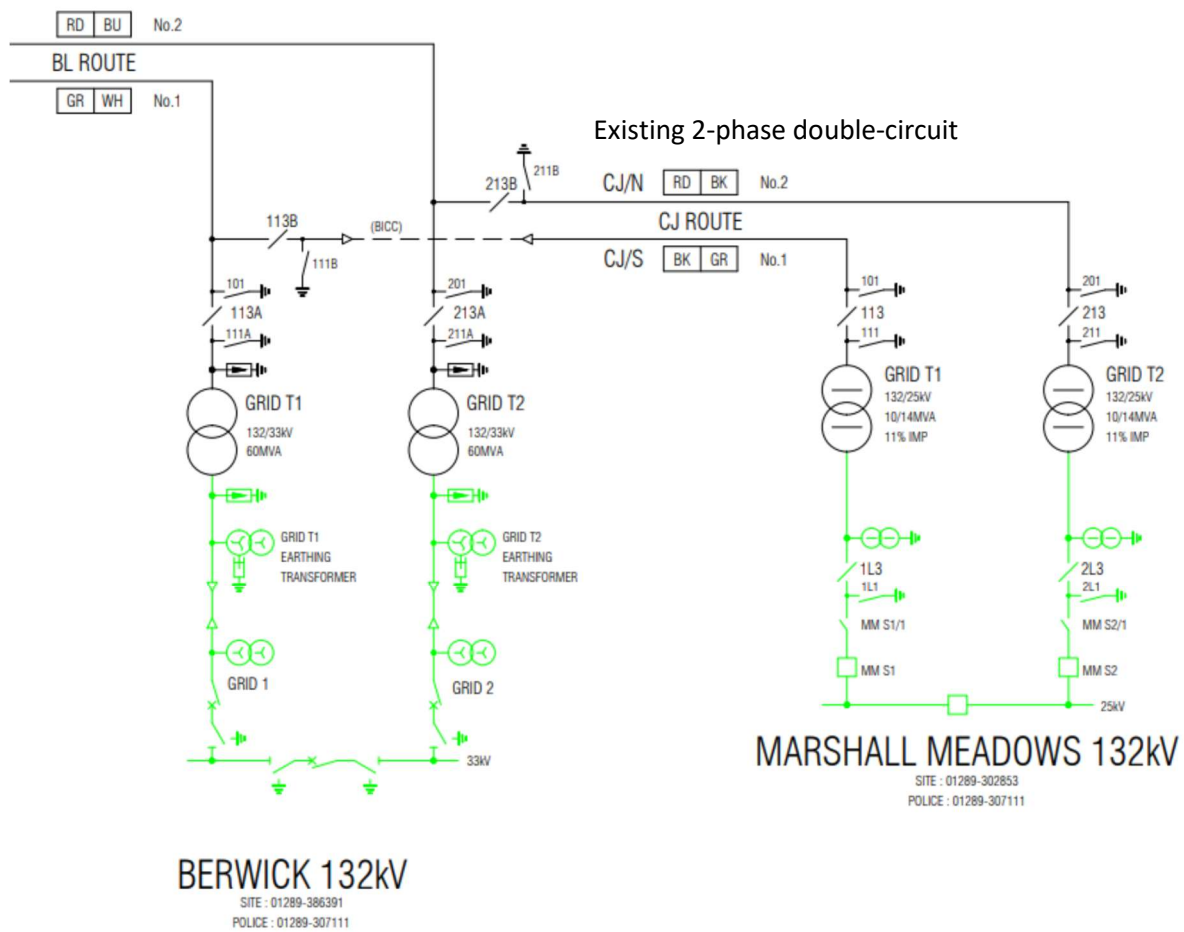 RD BU No.2
BL ROUTE
GR WH No.1
Existing 2-phase double-circuit
211B
213B
CJ/N RD BK No.2
113B
(BICC)
CJ ROUTE
111B
CJ/S BK GR No.1
101
113A
111A
201
213A
211A
101
113
111
201
213
211
GRID T1
132/33kV
60MVA
GRID T2
132/33kV
60MVA
GRID T1
132/25kV
10/14MVA
11% IMP
GRID T2
132/25kV
10/14MVA
11% IMP
GRID T1
EARTHING
TRANSFORMER
GRID T2
EARTHING
TRANSFORMER
1L3
1L1
MM S1/1
MM S1
2L3
2L1
MM S2/1
MM S2
25kV
GRID 1
GRID 2
33kV
MARSHALL MEADOWS 132kV
SITE : 01289-302853
POLICE : 01289-307111
BERWICK 132kV
SITE : 01289-386391
POLICE : 01289-307111